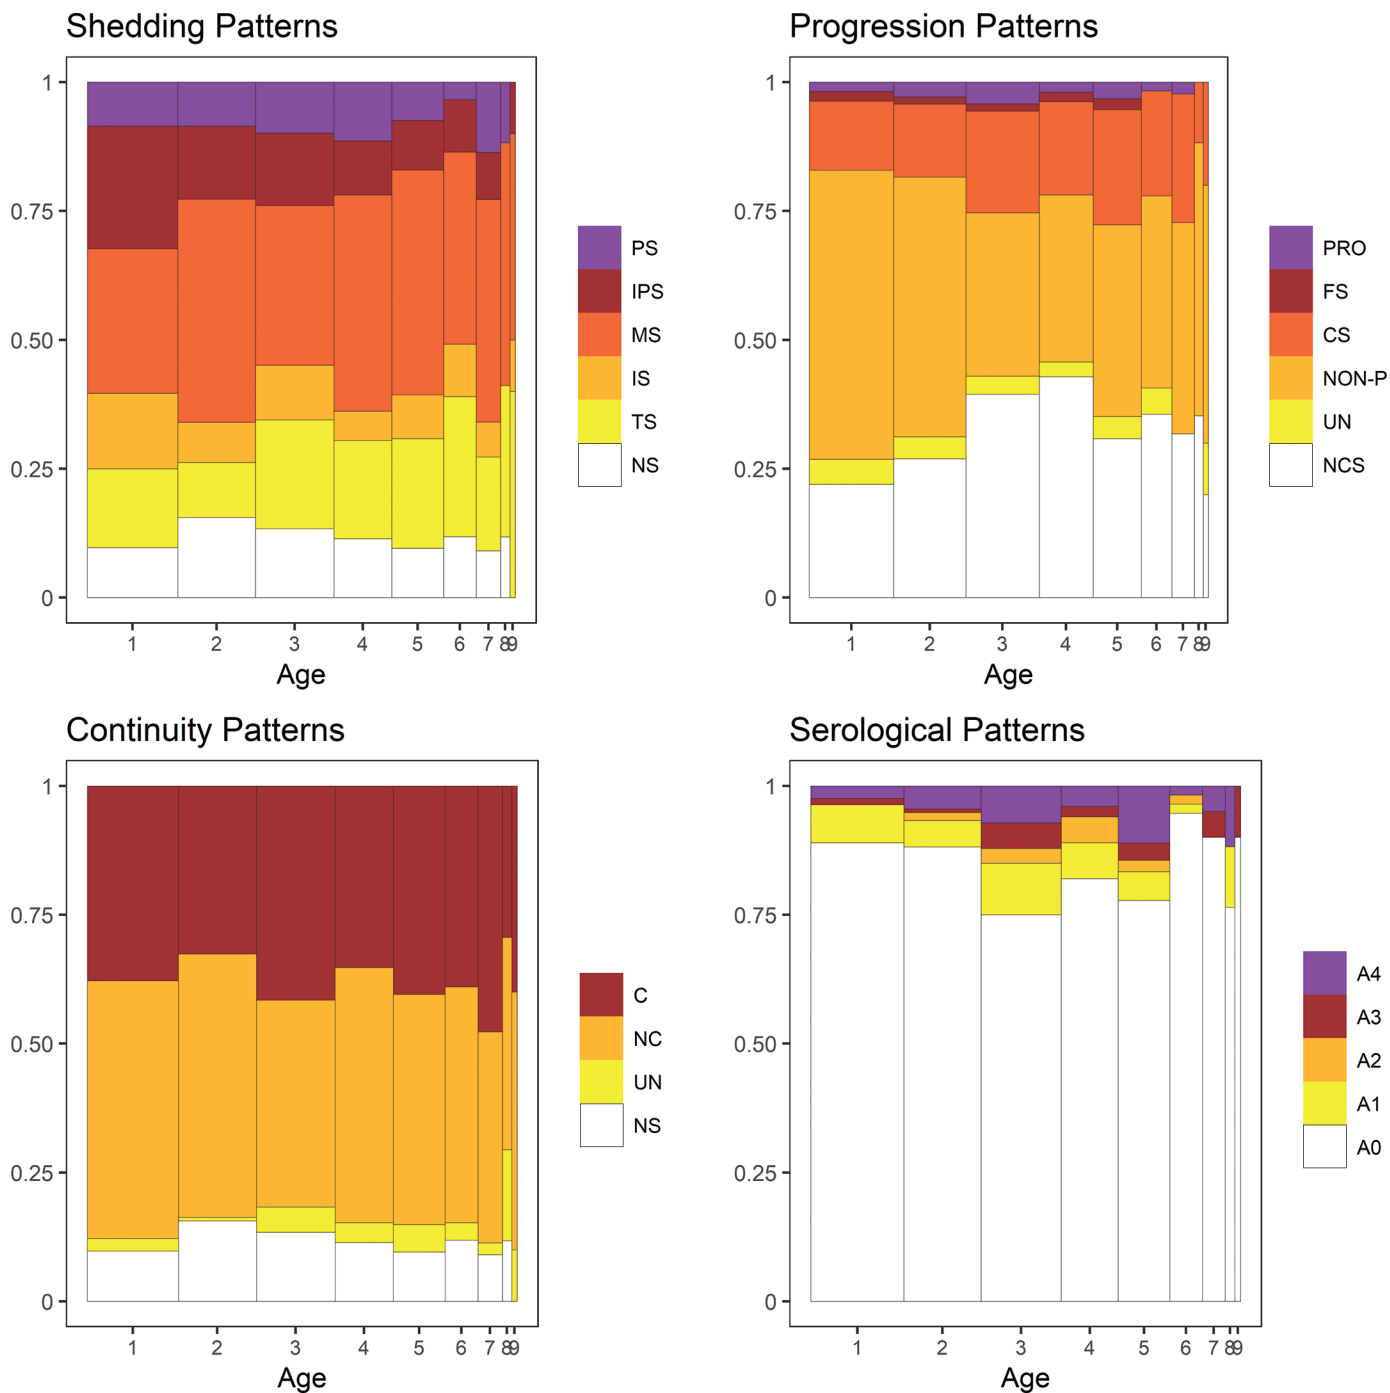 Shedding Patterns
1
0.75
0.50
0.25
0
1 2 3 4 5 6 7 8 9
Age
PS
IPS
MS
IS
TS
NS
Progression Patterns
1
0.75
0.50
0.25
0
1 2 3 4 5 6 7 8 9
Age
PRO
FS
CS
NON-P
UN
NCS
Continuity Patterns
1
0.75
0.50
0.25
0
1 2 3 4 5 6 7 8 9
Age
C
NC
UN
NS
Serological Patterns
1
0.75
0.50
0.25
0
1 2 3 4 5 6 7 8 9
Age
A4
A3
A2
A1
A0